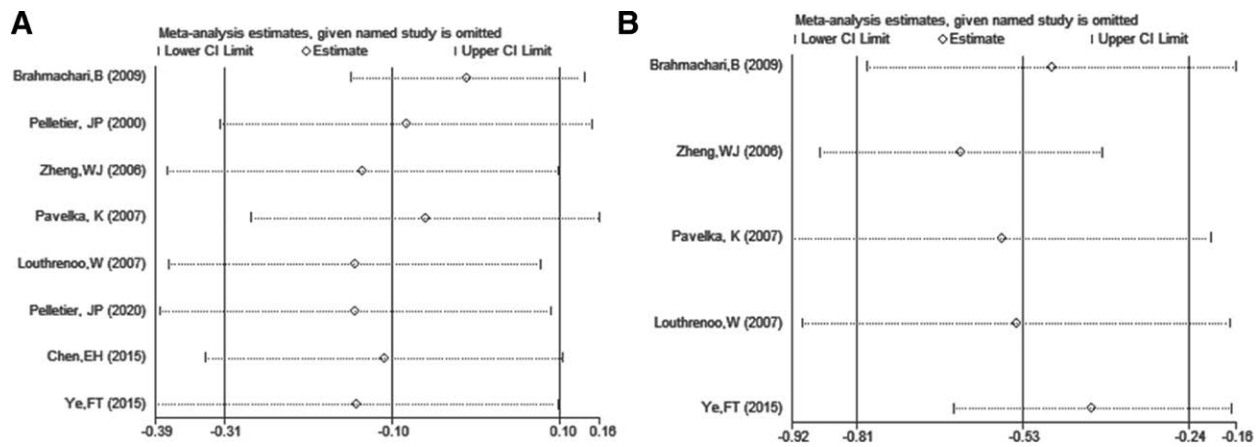 A
Meta-analysis estimates, given named study is omitted
Lower CI Limit Estimate Upper CI Limit
Brahmachari,B (2009)
Pelletier, JP (2000)
Zheng,WJ (2006)
Pavelka, K (2007)
Louthrenoo,W (2007)
Pelletier, JP (2020)
Chen,EH (2015)
Ye,FT (2015)
-0.39 -0.31 -0.10 0.10 0.16
B
Meta-analysis estimates, given named study is omitted
Lower CI Limit Estimate Upper CI Limit
Brahmachari,B (2009)
Zheng,WJ (2006)
Pavelka, K (2007)
Louthrenoo,W (2007)
Ye,FT (2015)
-0.92 -0.81 -0.53 -0.24 -0.16